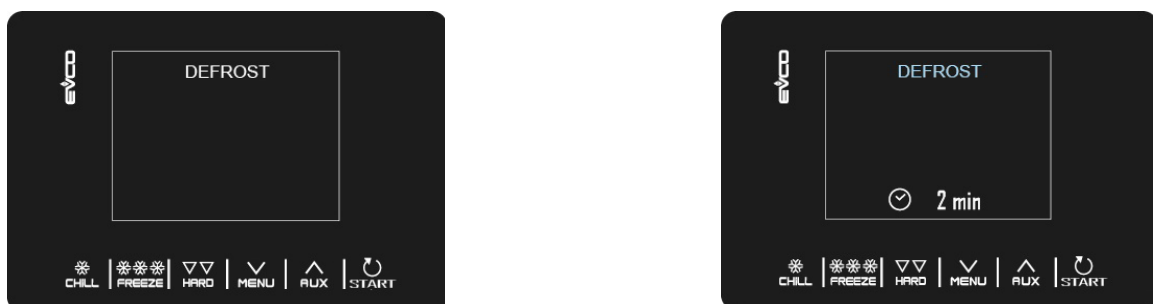 EVCO
DEFROST
CHILL FREEZE HARD MENU AUX START
EVCO
DEFROST
2 min
CHILL FREEZE HARD MENU AUX START